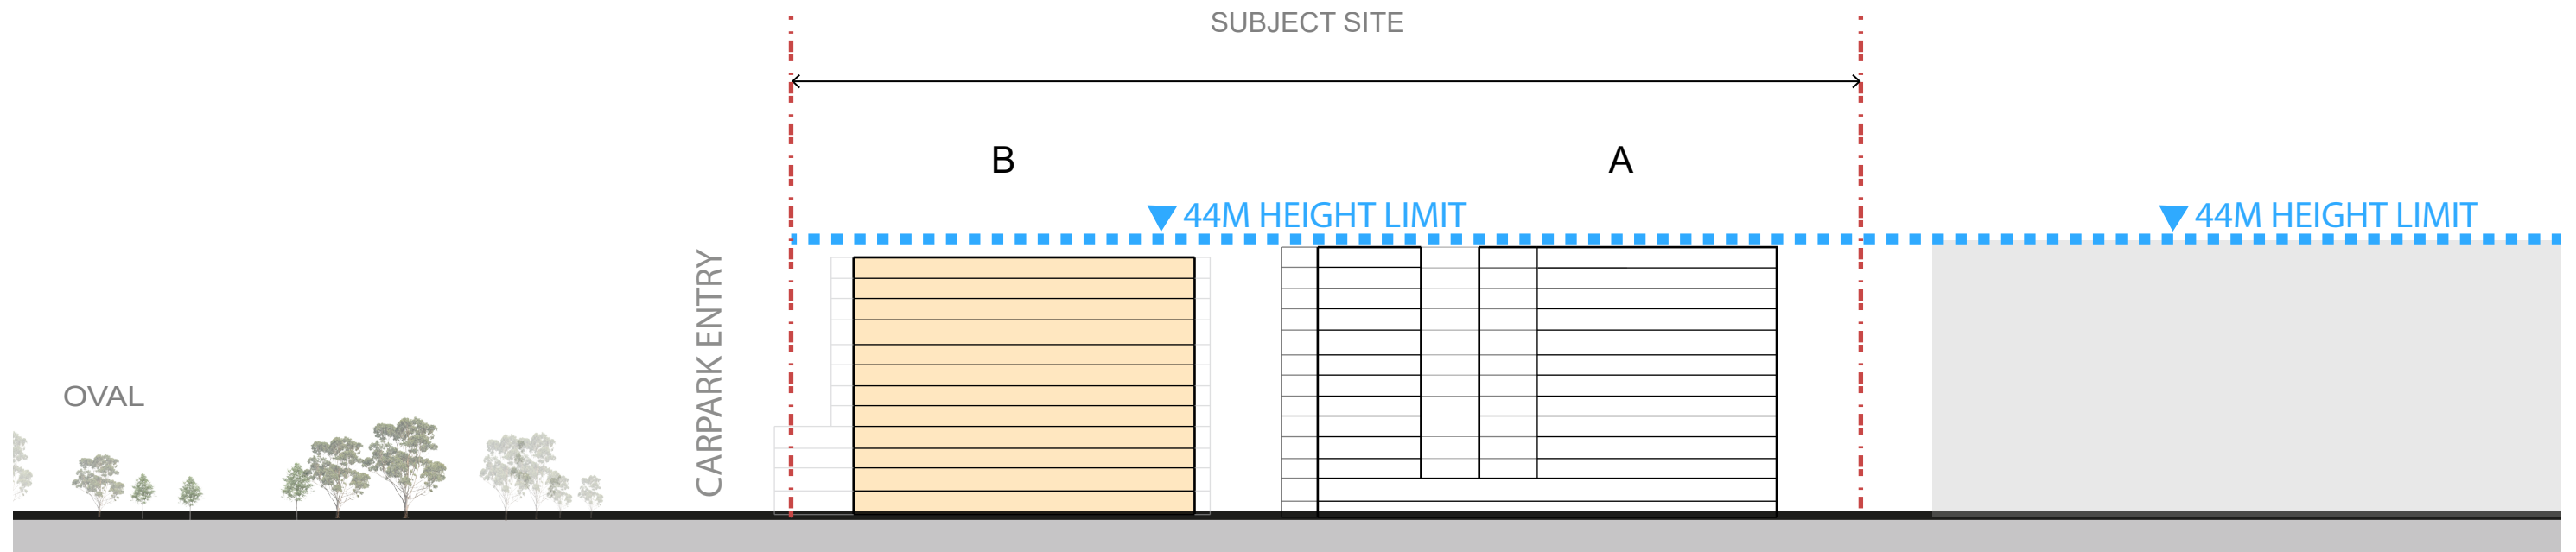 SUBJECT SITE
B
A
44M HEIGHT LIMIT
44M HEIGHT LIMIT
CARPARK ENTRY
OVAL